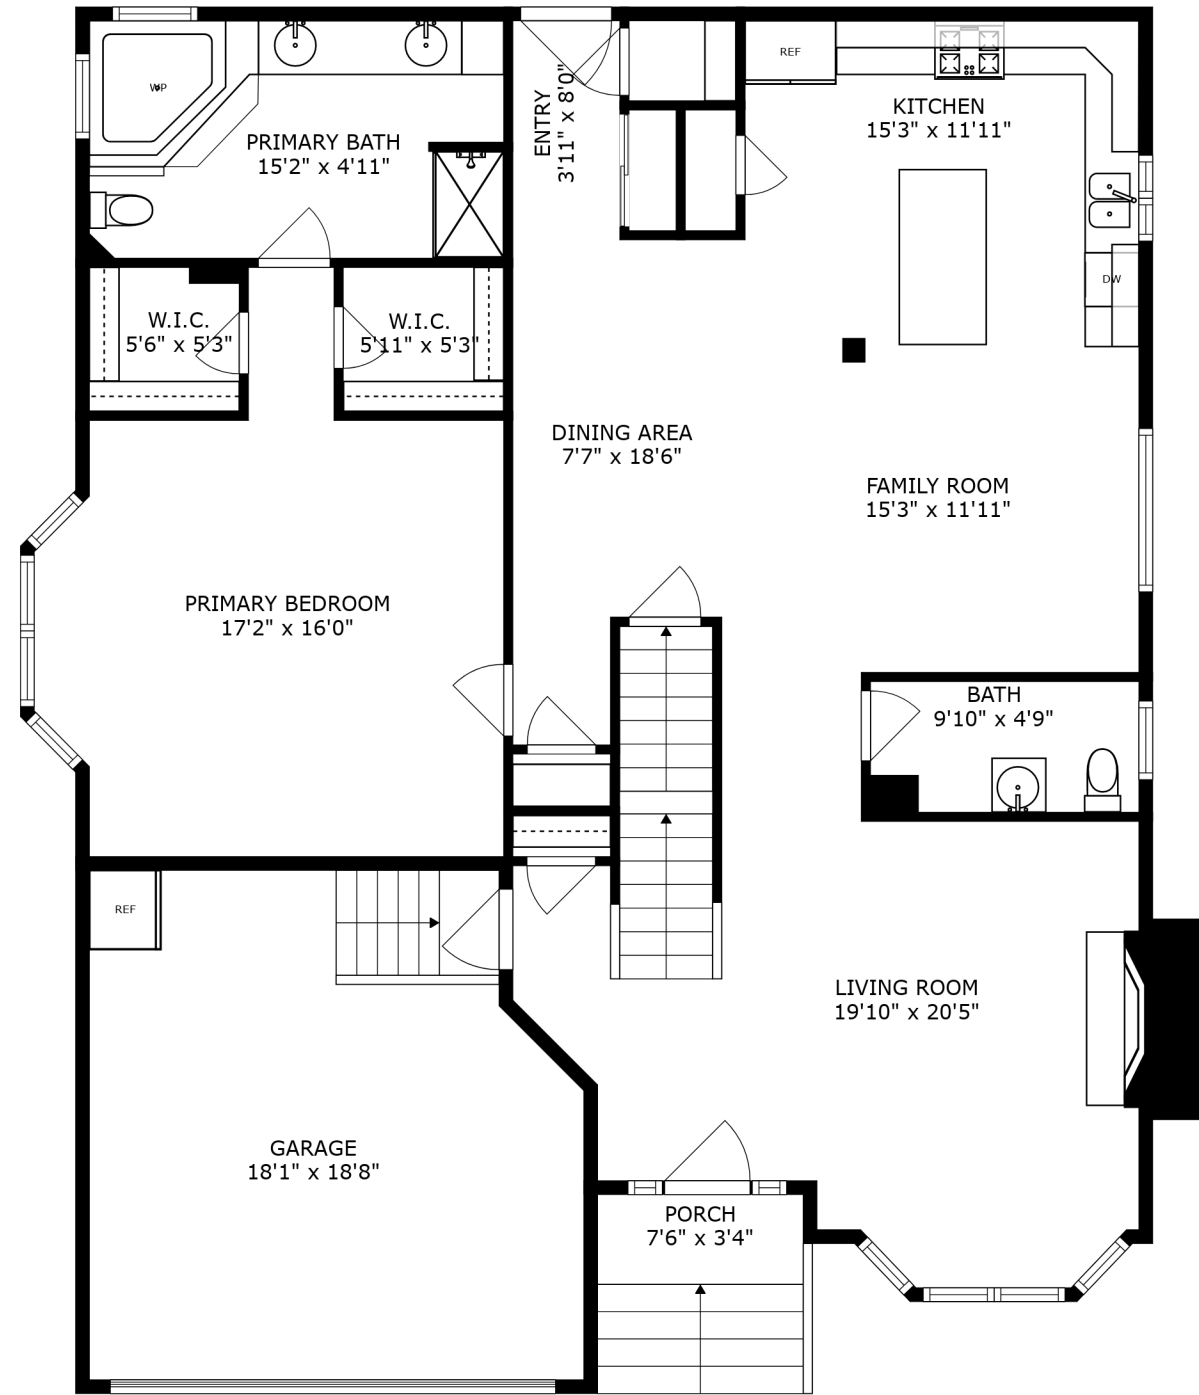 REF
WP
KITCHEN
15'3" x 11'11"
ENTRY
3'11" x 8'0"
PRIMARY BATH
15'2" x 4'11"
DW
W.I.C.
5'6" x 5'3"
W.I.C.
5'11" x 5'3"
DINING AREA
7'7" x 18'6"
FAMILY ROOM
15'3" x 11'11"
PRIMARY BEDROOM
17'2" x 16'0"
BATH
9'10" x 4'9"
REF
LIVING ROOM
19'10" x 20'5"
GARAGE
18'1" x 18'8"
PORCH
7'6" x 3'4"